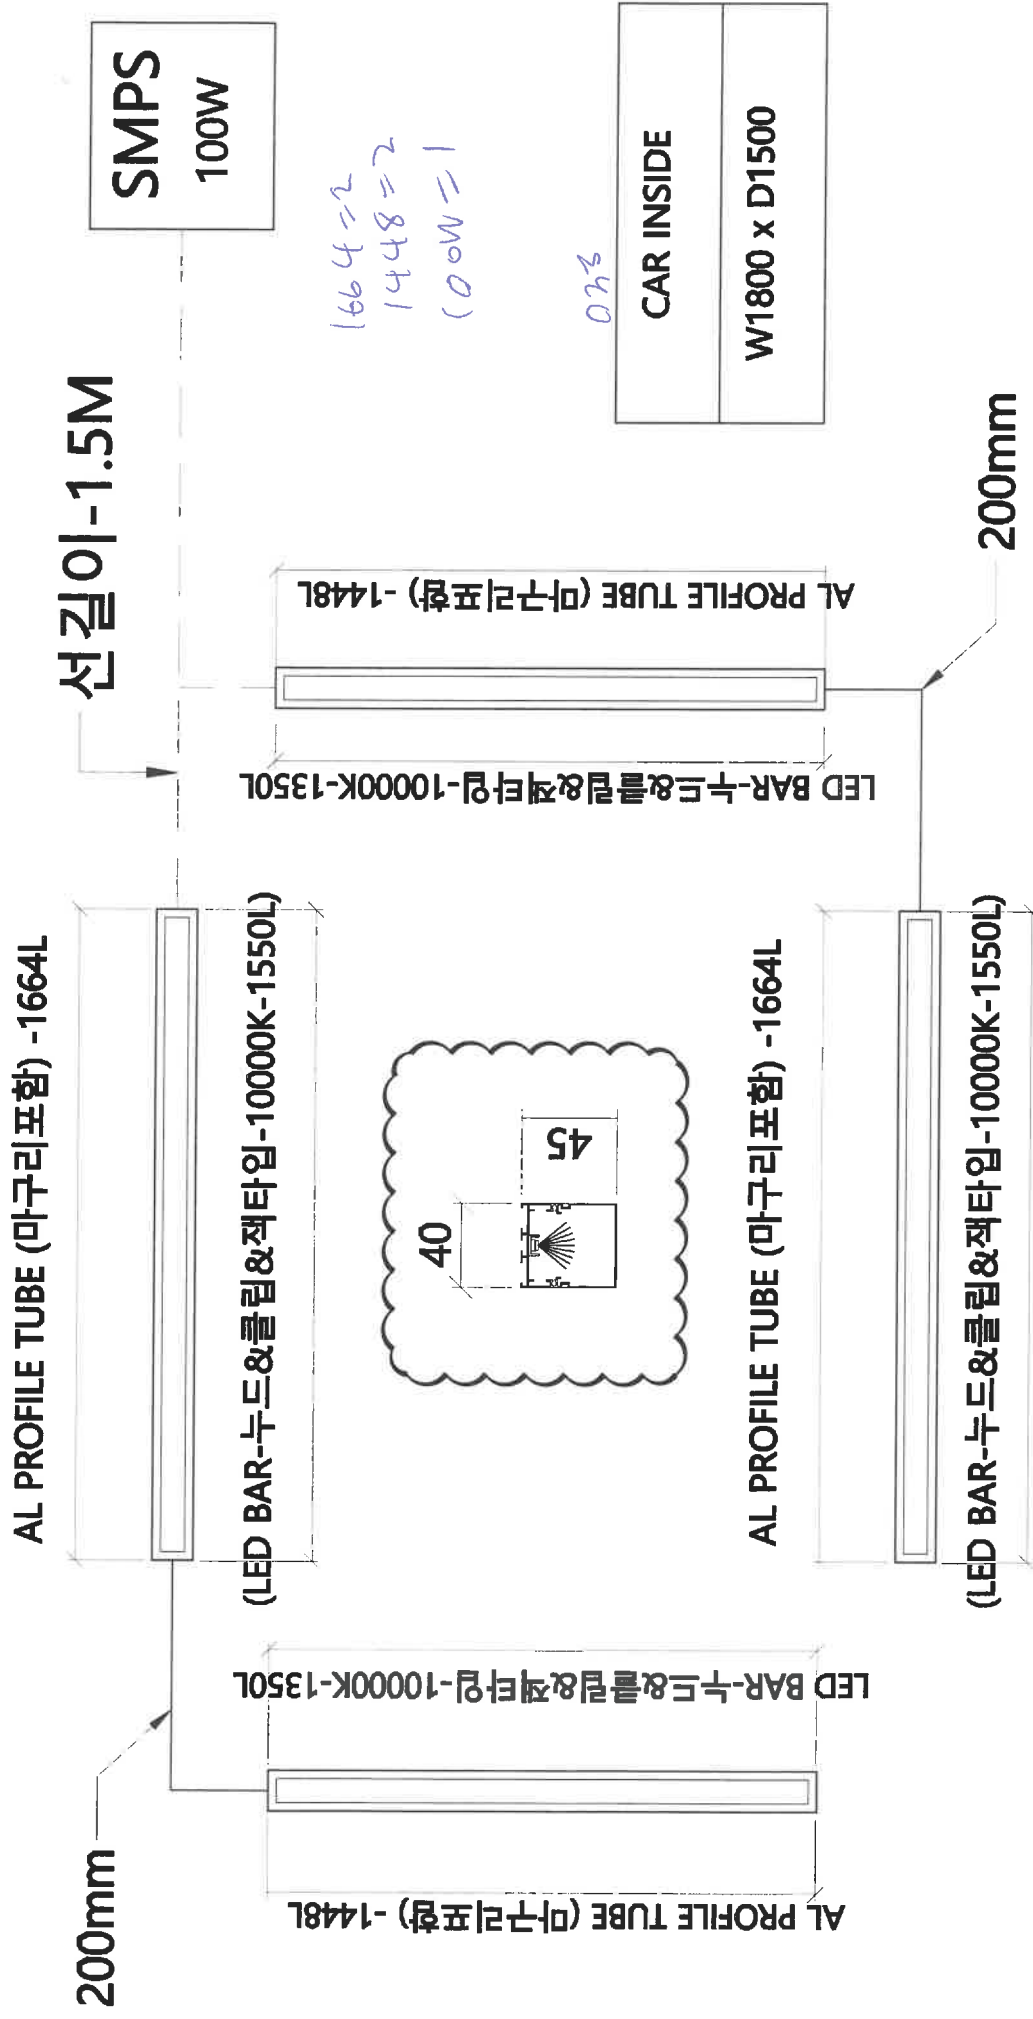 AL PROFILE TUBE (마구리포함) -1664L
(LED BAR-누드&클립&잭타입-10000K-1550L)
선길이-1.5M
SMPS
100W
200mm
AL PROFILE TUBE (마구리포함) -1448L
LED BAR-누드&클립&잭타입-10000K-1350L
40
45
LED BAR-누드&클립&잭타입-10000K-1350L
AL PROFILE TUBE (마구리포함) -1448L
1664=2
1448=2
100W=1
AL PROFILE TUBE (마구리포함) -1664L
(LED BAR-누드&클립&잭타입-10000K-1550L)
200mm
CAR INSIDE
W1800 x D1500